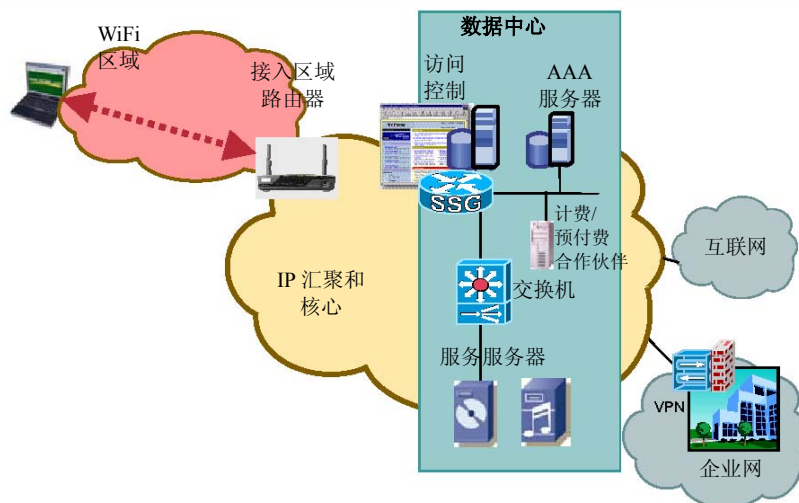 WiFi
区域
接入区域
路由器
数据中心
访问
控制
AAA
服务器
SSG
计费/
预付费
合作伙伴
IP 汇聚和
核心
交换机
服务服务器
互联网
VPN
企业网